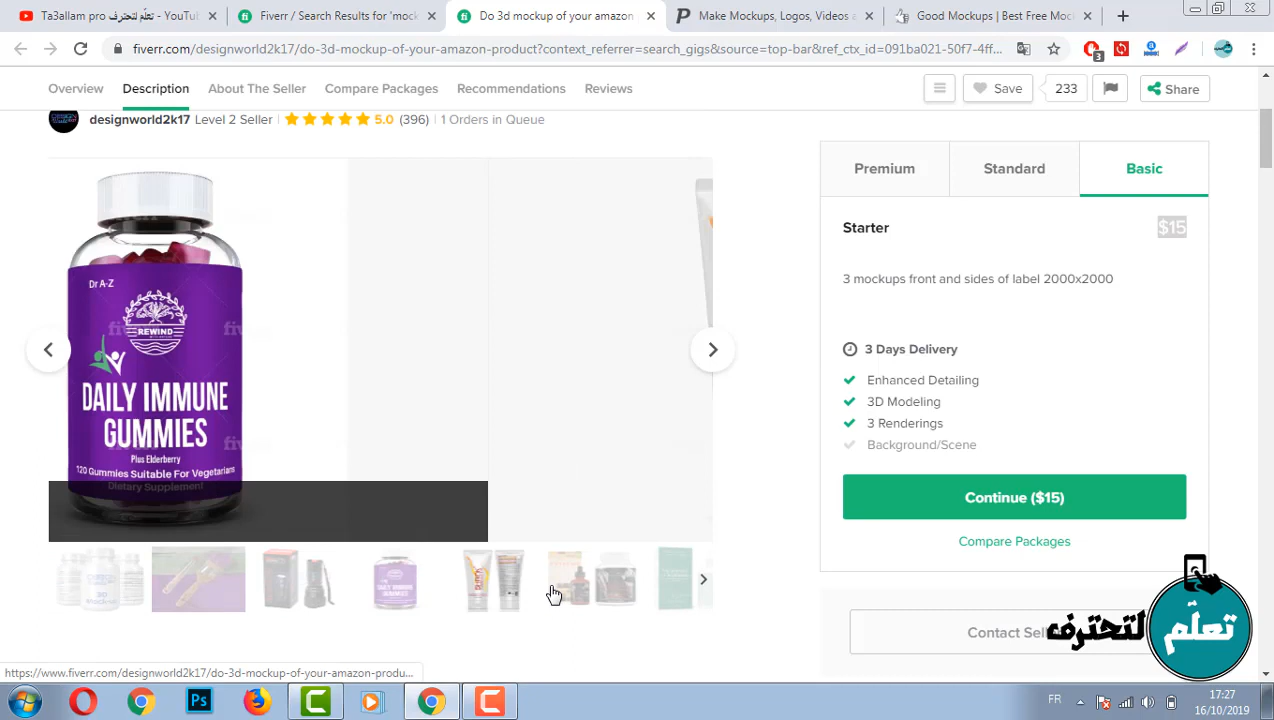 Ta3allam pro تعلّم لتحترف - YouTu
Fiverr / Search Results for 'mock
Do 3d mockup of your amazon
Make Mockups, Logos, Videos a
Good Mockups | Best Free Mock
fiverr.com/designworld2k17/do-3d-mockup-of-your-amazon-product?context_referrer=search_gigs&source=top-bar&ref_ctx_id=091ba021-50f7-4ff...
3
Overview
Description
About The Seller
Compare Packages
Recommendations
Reviews
Save
233
Share
designworld2k17 Level 2 Seller
5.0 (396)
1 Orders in Queue
Dr A-Z
REWIND
DAILY IMMUNE
GUMMIES
Plus Elderberry
120 Gummies Suitable For Vegetarians
Dietary Supplement
Premium
Standard
Basic
Starter
$15
3 mockups front and sides of label 2000x2000
3 Days Delivery
Enhanced Detailing
3D Modeling
3 Renderings
Background/Scene
Continue ($15)
Compare Packages
Contact Sell
تعلّم لتحترف
https://www.fiverr.com/designworld2k17/do-3d-mockup-of-your-amazon-produ...
Ps
FR
17:27
16/10/2019